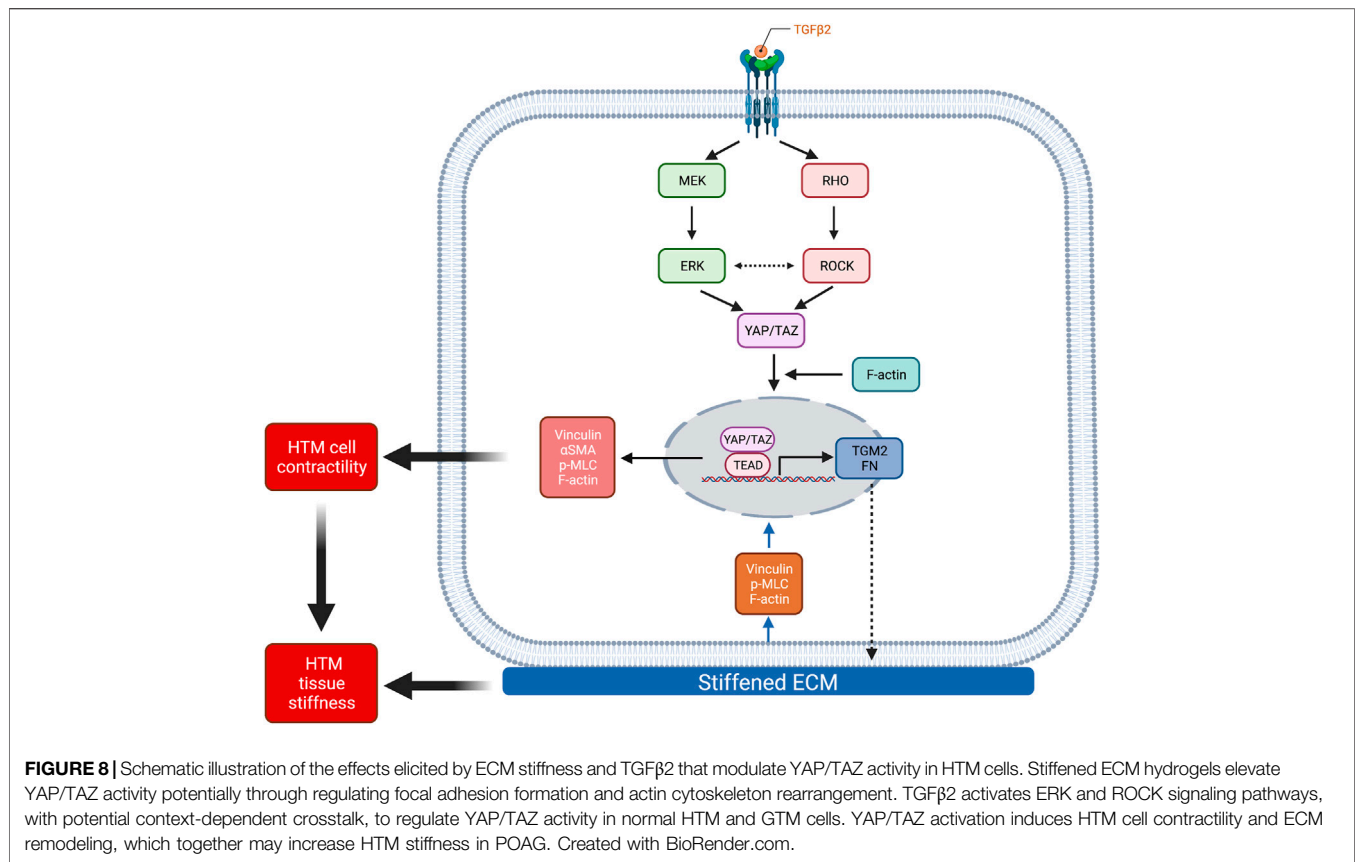 TGFβ2
MEK
RHO
ERK
ROCK
YAP/TAZ
F-actin
HTM cell
contractility
Vinculin
αSMA
p-MLC
F-actin
YAP/TAZ
TEAD
TGM2
FN
Vinculin
p-MLC
F-actin
HTM
tissue
stiffness
Stiffened ECM
FIGURE 8 | Schematic illustration of the effects elicited by ECM stiffness and TGFβ2 that modulate YAP/TAZ activity in HTM cells. Stiffened ECM hydrogels elevate
YAP/TAZ activity potentially through regulating focal adhesion formation and actin cytoskeleton rearrangement. TGFβ2 activates ERK and ROCK signaling pathways,
with potential context-dependent crosstalk, to regulate YAP/TAZ activity in normal HTM and GTM cells. YAP/TAZ activation induces HTM cell contractility and ECM
remodeling, which together may increase HTM stiffness in POAG. Created with BioRender.com.